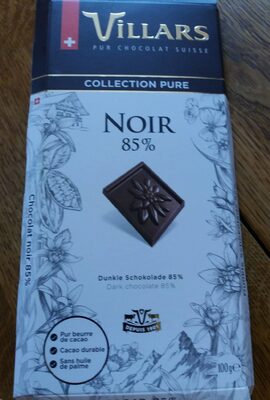 VILLARS
PUR CHOCOLAT SUISSE
COLLECTION PURE
NOIR
85%
Chocolat noir 85%
Dunkle Schokolade 85%
Dark chocolate 85%
DEPUIS 1901
100g e
Pur beurre
de cacao
Cacao durable
Sans huile
de palme